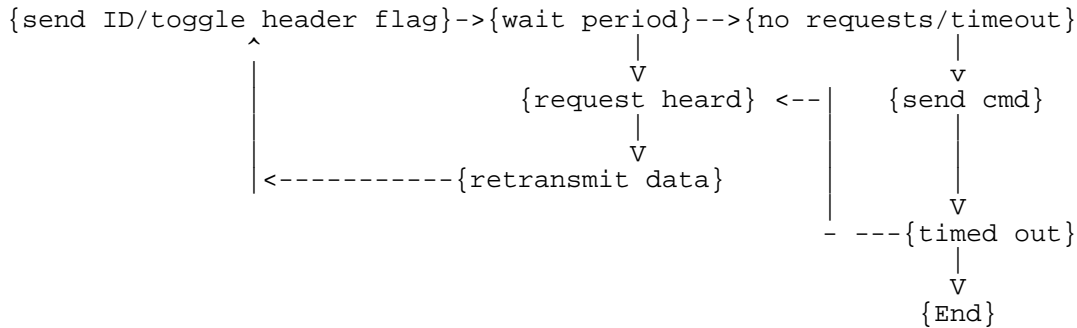 {send ID/toggle header flag}->{wait period}-->{no requests/timeout}
^ | |
| V v
| {request heard} <--| {send cmd}
| | | |
| V | |
|<-----------{retransmit data} | |
| V
- ---{timed out}
|
V
{End}